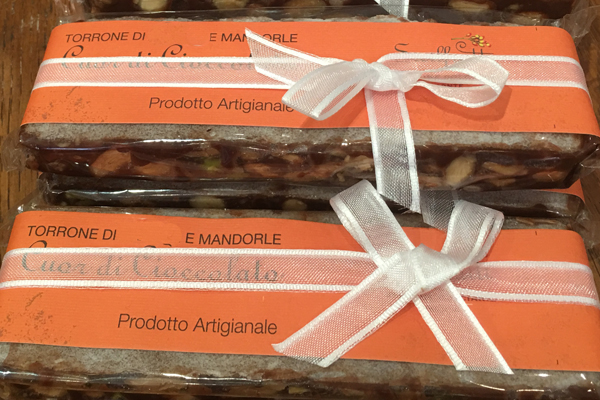 TORRONE DI E MANDORLE
Cuor di Cioccolato
Prodotto Artigianale
TORRONE DI E MANDORLE
Cuor di Cioccolato
Prodotto Artigianale